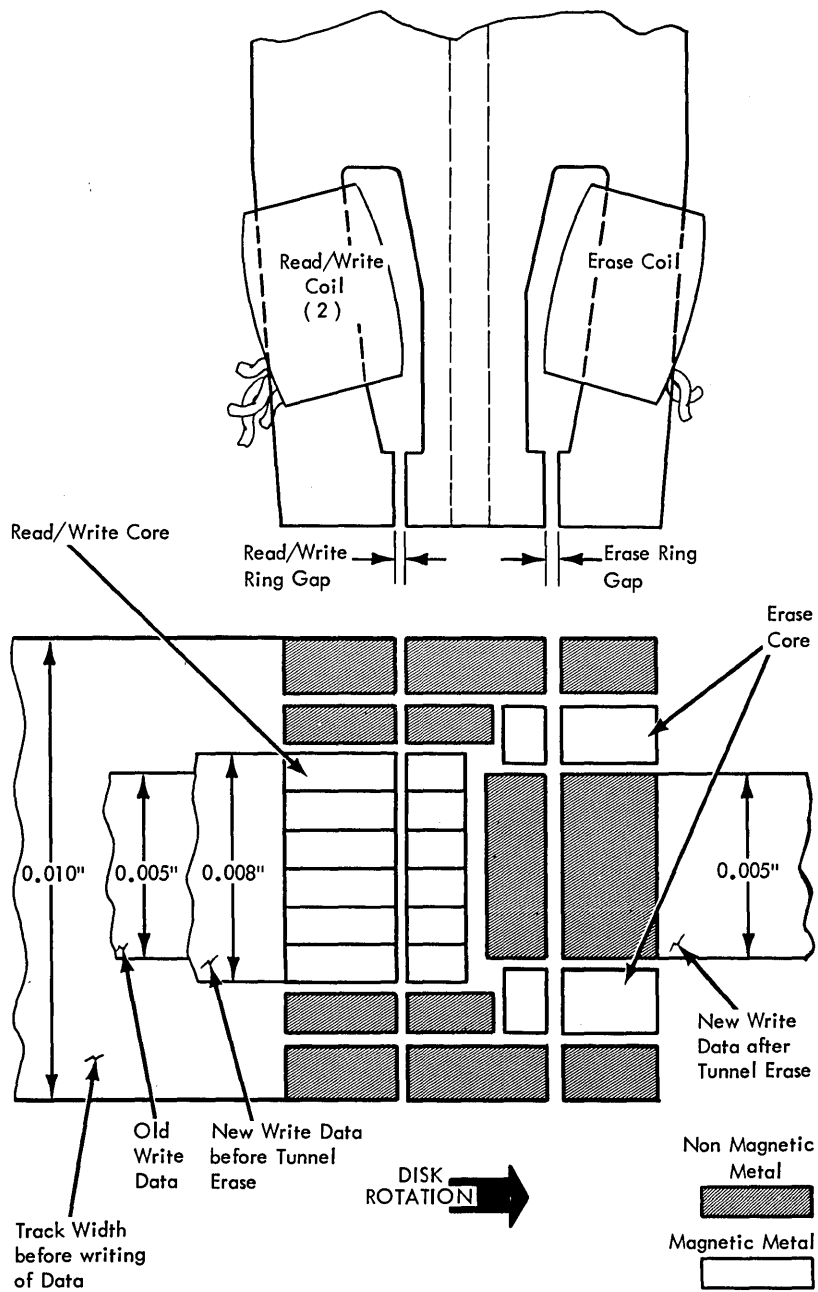 Read/Write
Coil
(2)
Erase Coil
Read/Write Core
Read/Write
Ring Gap
Erase Ring
Gap
Erase
Core
0.010"
0.005"
0.008"
0.005"
New Write
Data after
Tunnel Erase
Old
Write
Data
New Write Data
before Tunnel
Erase
DISK
ROTATION
Non Magnetic
Metal
Track Width
before writing
of Data
Magnetic Metal